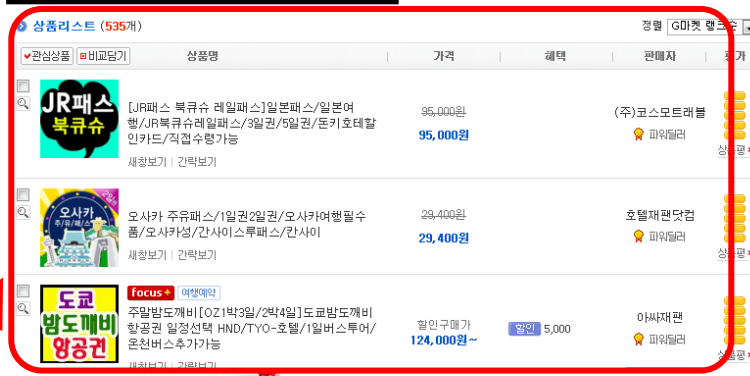 상품리스트 (535개)
정렬 G마켓 랭크순
관심상품 비교담기 상품명 가격 혜택 판매자 평가
JR패스
북큐슈
[JR패스 북큐슈 레일패스]일본패스/일본여
행/JR북큐슈레일패스/3일권/5일권/돈키호테할
인카드/직접수령가능
새창보기 | 간략보기
95,000원
95,000원
(주)코스모트래블
파워딜러
상품평
오사카
주/유/패/스
오사카 주유패스/1일권2일권/오사카여행필수
품/오사카성/간사이스루패스/칸사이
새창보기 | 간략보기
29,400원
29,400원
호텔재팬닷컴
파워딜러
상품평
도쿄
밤도깨비
항공권
focus+ 여행예약
주말밤도깨비[OZ1박3일/2박4일]도쿄밤도깨비
항공권 일정선택 HND/TYO-호텔/1일버스투어/
온천버스추가가능
새창보기 | 간략보기
할인구매가
124,000원~
할인 5,000
아싸재팬
파워딜러
상품평